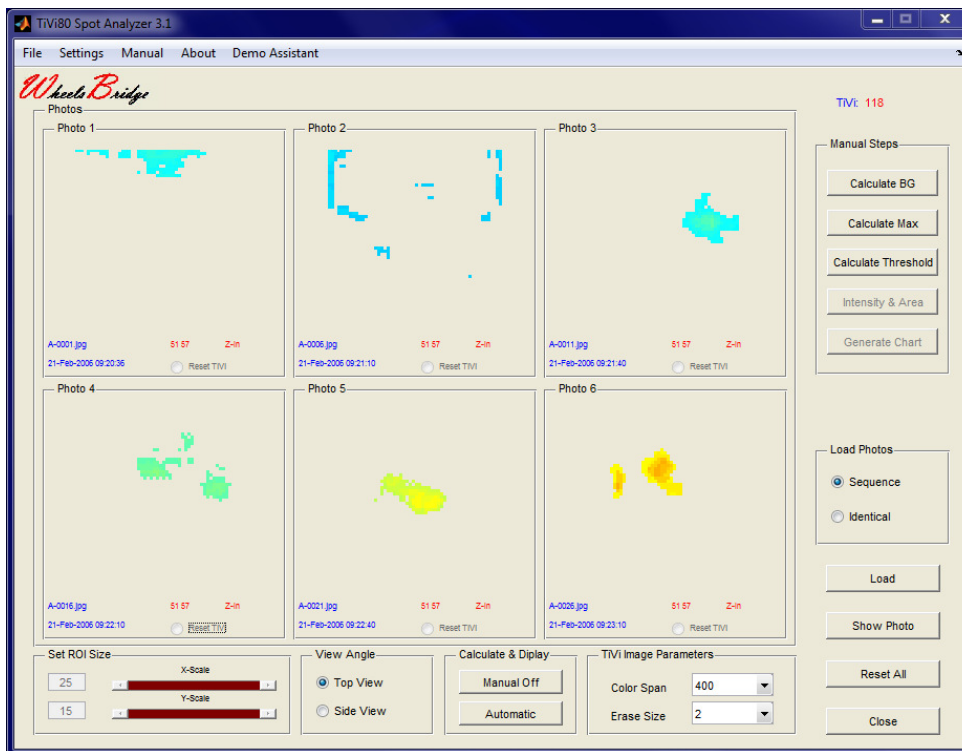 TiVi80 Spot Analyzer 3.1
File Settings Manual About Demo Assistant
WheelsBridge
TiVi: 118
Photos
Photo 1
A-0001.jpg 51 57 Z-in
21-Feb-2006 09:20:36 Reset TiVi
Photo 2
A-0006.jpg 51 57 Z-in
21-Feb-2006 09:21:10 Reset TiVi
Photo 3
A-0011.jpg 51 57 Z-in
21-Feb-2006 09:21:40 Reset TiVi
Photo 4
A-0016.jpg 51 57 Z-in
21-Feb-2006 09:22:10 Reset TiVi
Photo 5
A-0021.jpg 51 57 Z-in
21-Feb-2006 09:22:40 Reset TiVi
Photo 6
A-0026.jpg 51 57 Z-in
21-Feb-2006 09:23:10 Reset TiVi
Manual Steps
Calculate BG
Calculate Max
Calculate Threshold
Intensity & Area
Generate Chart
Load Photos
Sequence
Identical
Load
Show Photo
Reset All
Close
Set ROI Size
X-Scale
25
Y-Scale
15
View Angle
Top View
Side View
Calculate & Diplay
Manual Off
Automatic
TiVi Image Parameters
Color Span 400
Erase Size 2